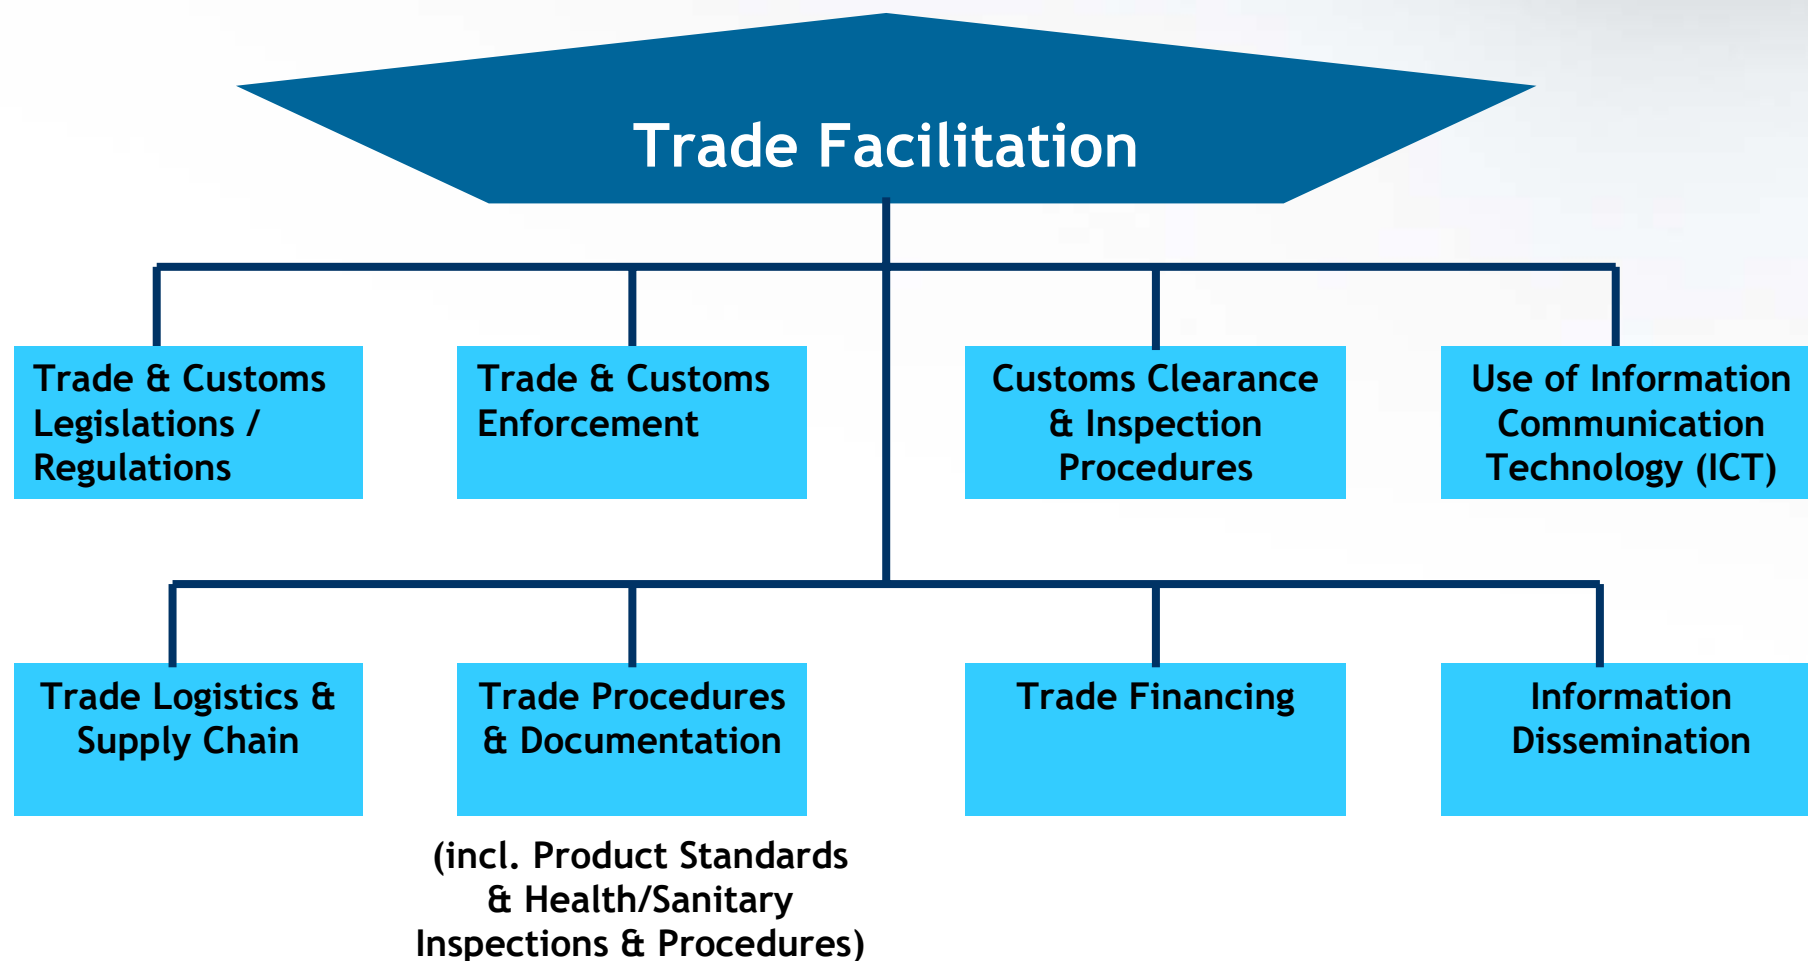 Trade Facilitation
Trade & Customs
Legislations /
Regulations
Trade & Customs
Enforcement
Customs Clearance
& Inspection
Procedures
Use of Information
Communication
Technology (ICT)
Trade Logistics &
Supply Chain
Trade Procedures
& Documentation
(incl. Product Standards
& Health/Sanitary
Inspections & Procedures)
Trade Financing
Information
Dissemination